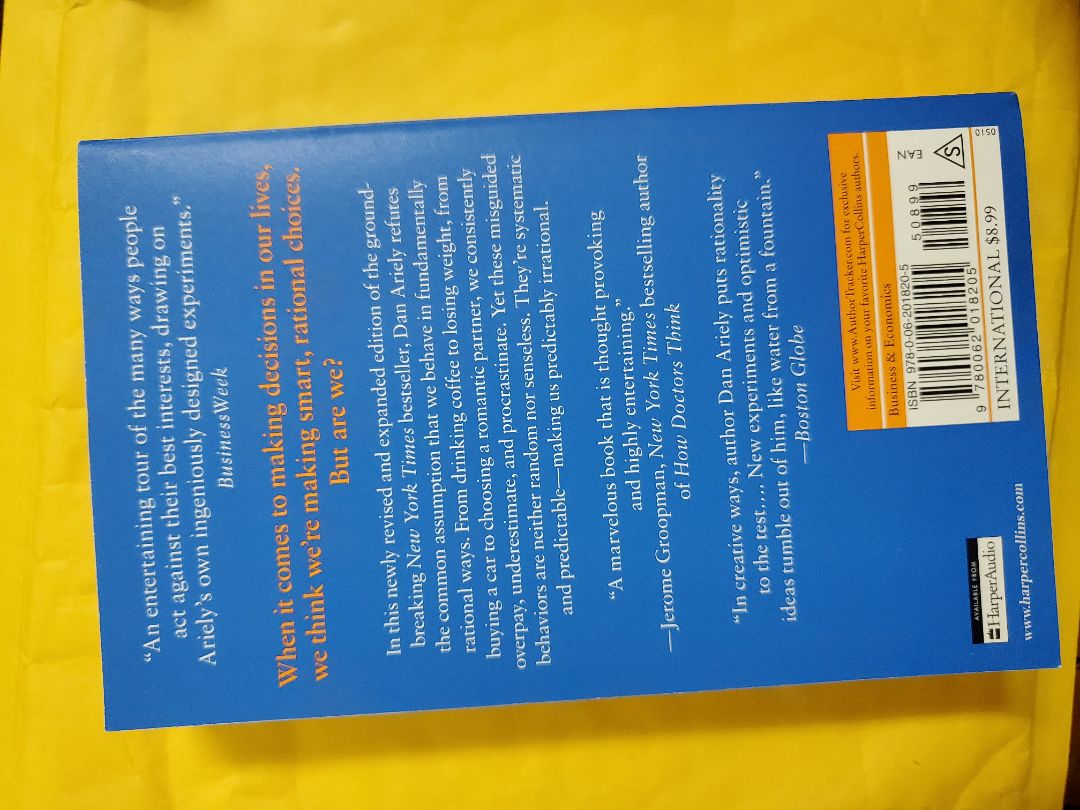 “An entertaining tour of the many ways people
act against their best interests, drawing on
Ariely’s own ingeniously designed experiments.”
BusinessWeek
When it comes to making decisions in our lives,
we think we’re making smart, rational choices.
But are we?
In this newly revised and expanded edition of the ground-
breaking New York Times bestseller, Dan Ariely refutes
the common assumption that we behave in fundamentally
rational ways. From drinking coffee to losing weight, from
buying a car to choosing a romantic partner, we consistently
overpay, underestimate, and procrastinate. Yet these misguided
behaviors are neither random nor senseless. They’re systematic
and predictable—making us predictably irrational.
“A marvelous book that is thought provoking
and highly entertaining.”
—Jerome Groopman, New York Times bestselling author
of How Doctors Think
“In creative ways, author Dan Ariely puts rationality
to the test.... New experiments and optimistic
ideas tumble out of him, like water from a fountain.”
—Boston Globe
AVAILABLE FROM
HarperAudio
www.harpercollins.com
Visit www.AuthorTracker.com for exclusive
information on your favorite HarperCollins authors.
Business & Economics
ISBN 978-0-06-201820-5
EAN
50899
S
9 780062 018205
0510
INTERNATIONAL $8.99